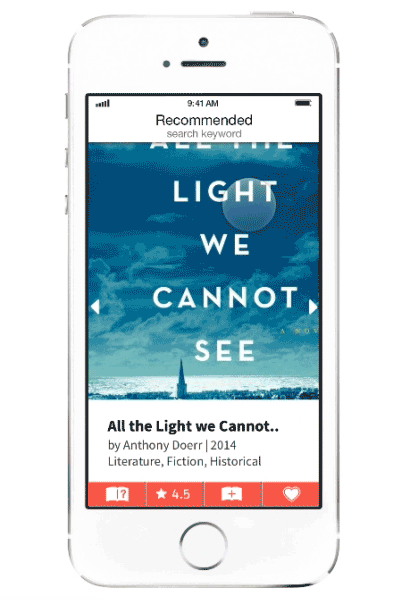 9:41 AM
Recommended
search keyword
ALL THE
LIGHT
WE
CANNOT
A NOV
SEE
All the Light we Cannot..
by Anthony Doerr | 2014
Literature, Fiction, Historical
? 4.5 +